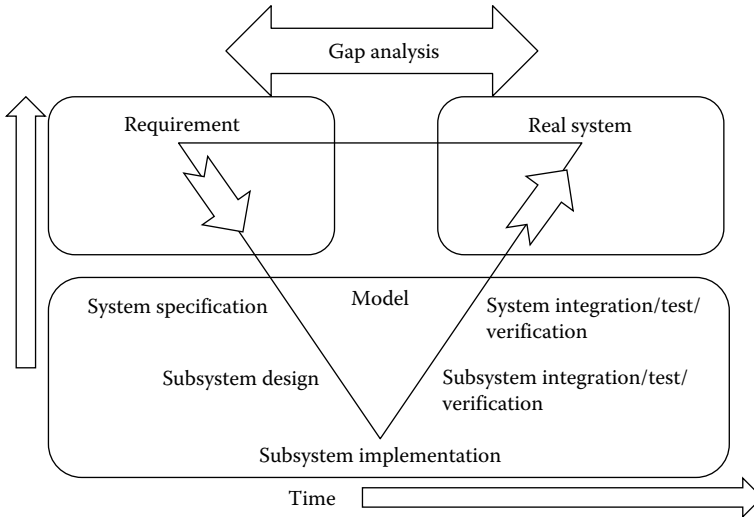 Gap analysis
Requirement
Real system
System specification
Model
System integration/test/
verification
Subsystem design
Subsystem integration/test/
verification
Subsystem implementation
Time